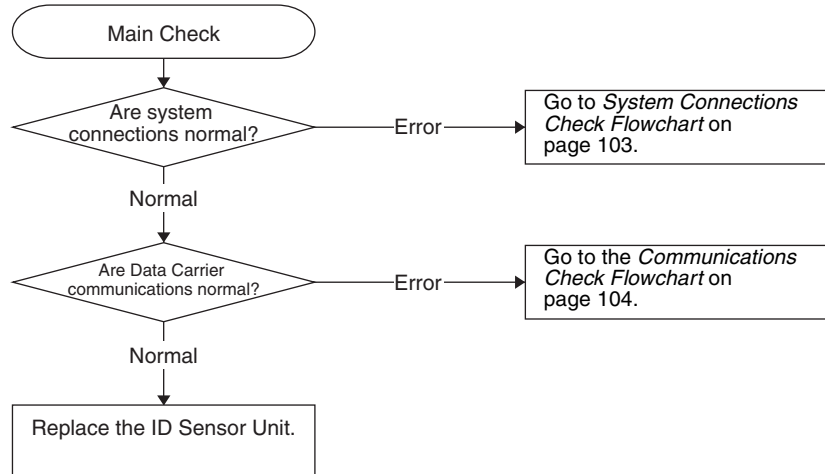 Main Check
Are system
connections normal?
Error
Go to System Connections
Check Flowchart on
page 103.
Normal
Are Data Carrier
communications normal?
Error
Go to the Communications
Check Flowchart on
page 104.
Normal
Replace the ID Sensor Unit.